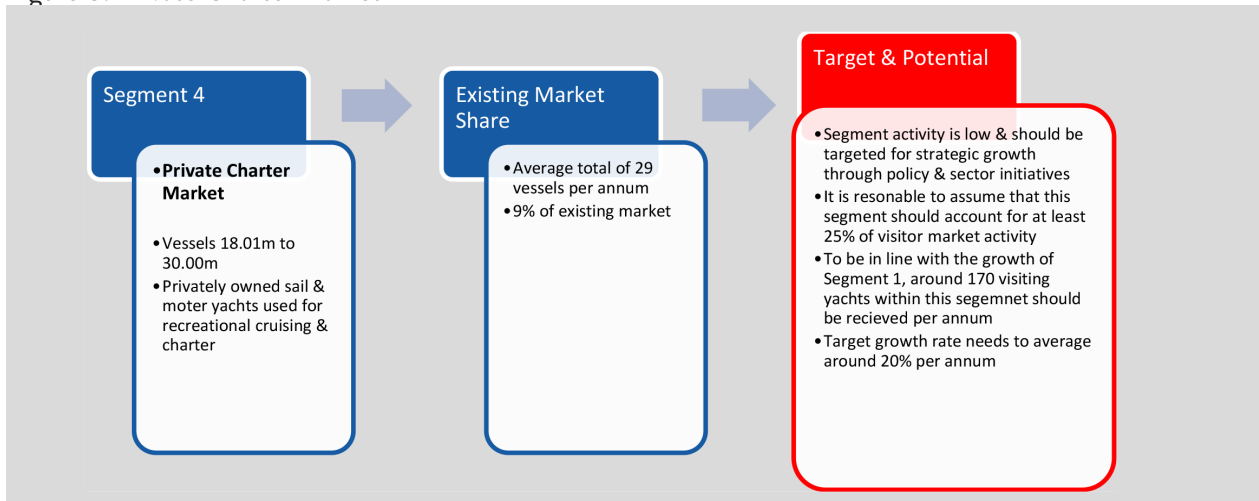 Segment 4
•Private Charter
Market
•Vessels 18.01m to
30.00m
•Privately owned sail &
moter yachts used for
recreational cruising &
charter
Existing Market
Share
•Average total of 29
vessels per annum
•9% of existing market
Target & Potential
•Segment activity is low & should be
targeted for strategic growth
through policy & sector initiatives
•It is resonable to assume that this
segment should account for at least
25% of visitor market activity
•To be in line with the growth of
Segment 1, around 170 visiting
yachts within this segemnet should
be recieved per annum
•Target growth rate needs to average
around 20% per annum